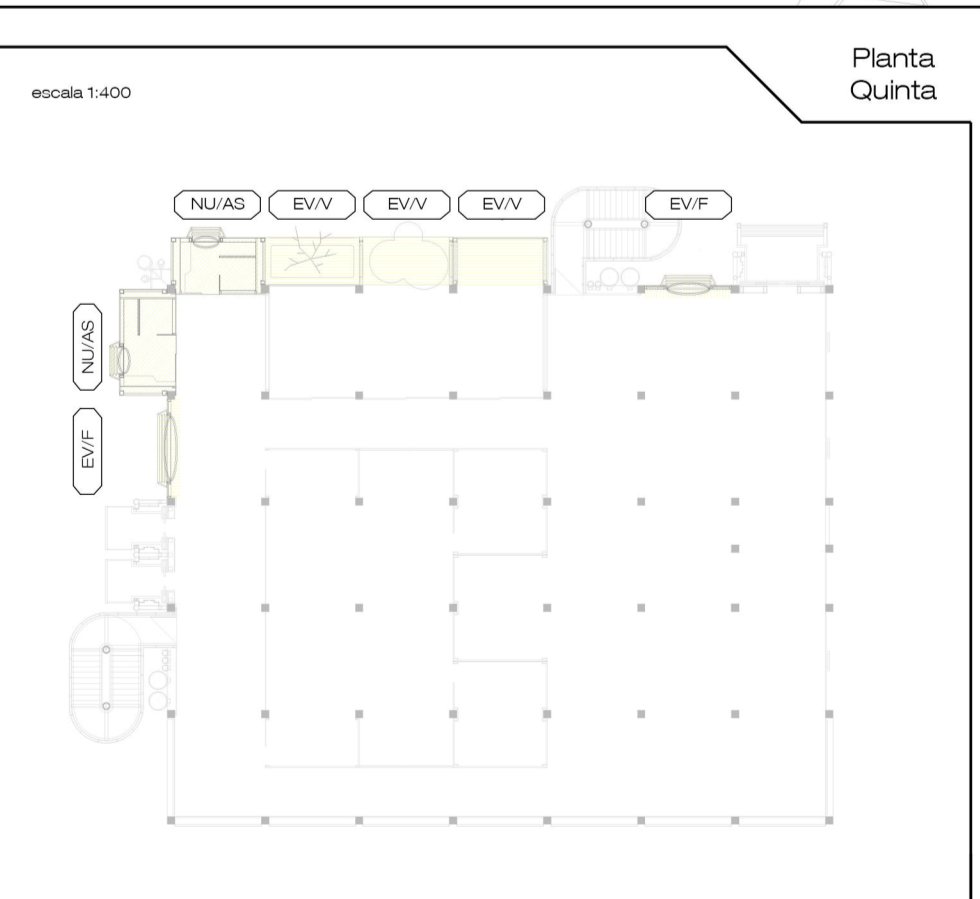 Planta
Quinta
escala 1:400
NU/AS
EV/V
EV/V
EV/V
EV/F
NU/AS
EV/F